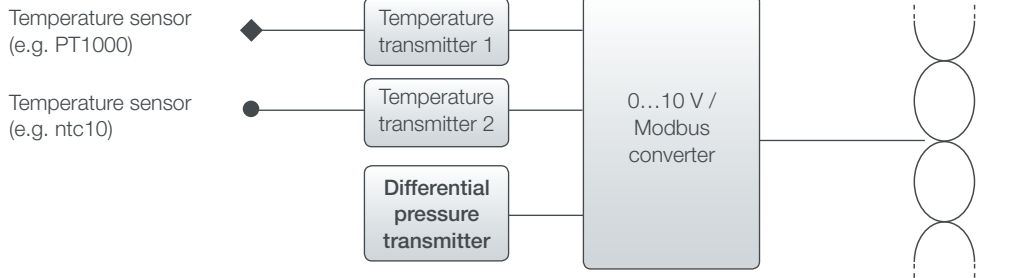 Temperature sensor
(e.g. PT1000)
Temperature
transmitter 1
Temperature sensor
(e.g. ntc10)
Temperature
transmitter 2
Differential
pressure
transmitter
0…10 V /
Modbus
converter